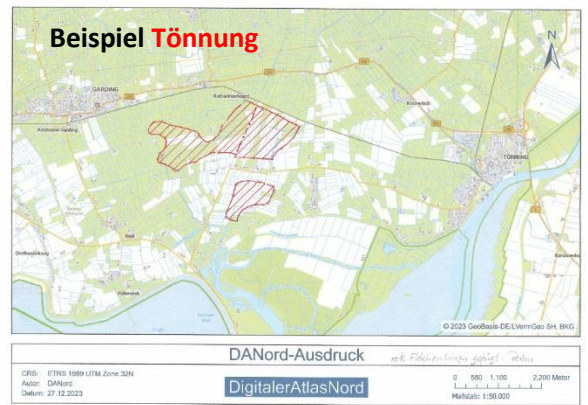 Beispiel Tönnung
N
GARDING
Katharinenheerd
Kirchspiel Garding
Kotzenbüll
TÖNNING
Welt
Vollerwiek
© 2023 GeoBasis-DE/LVermGeo SH, BKG
DANord-Ausdruck
CRS: ETRS 1989 UTM Zone 32N
Autor: DANord
Datum: 27.12.2023
DigitalerAtlasNord
0 550 1.100 2.200 Meter
Maßstab: 1:50.000